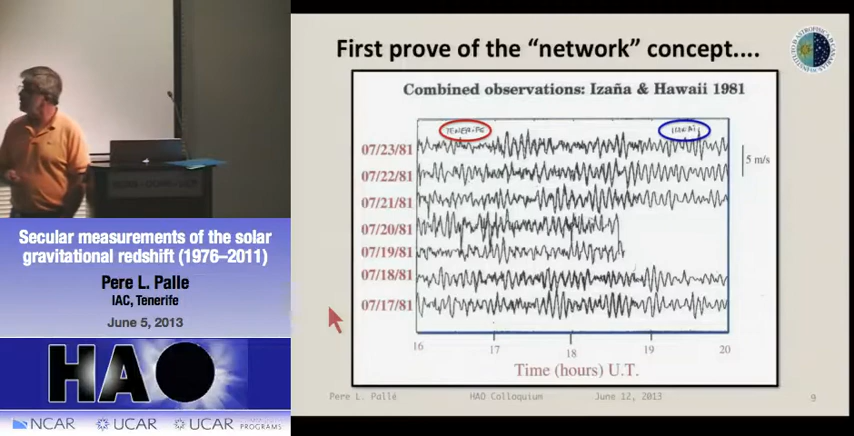 First prove of the “network” concept....
Combined observations: Izaña & Hawaii 1981
TENERIFE
07/23/81
07/22/81
07/21/81
07/20/81
07/19/81
07/18/81
07/17/81
5 m/s
16 17 18 19 20
Time (hours) U.T.
Pere L. Pallé HAO Colloquium June 12, 2013 9
Secular measurements of the solar
gravitational redshift (1976–2011)
Pere L. Palle
IAC, Tenerife
June 5, 2013
HAO
NCAR UCAR UCAR PROGRAMS